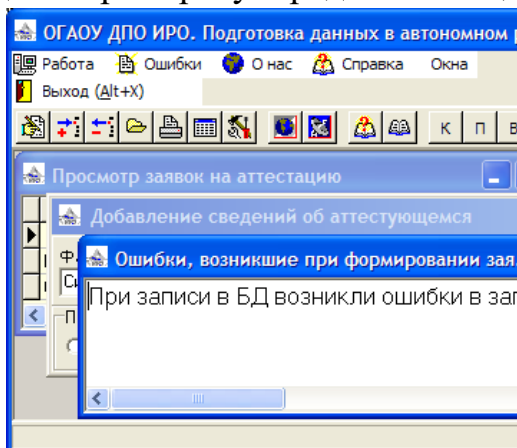 ОГАОУ ДПО ИРО. Подготовка данных в автономном
Работа Ошибки О нас Справка Окна
Выход (Alt+X)
К П
Просмотр заявок на аттестацию
Добавление сведений об аттестующемся
Ошибки, возникшие при формировании зая
При записи в БД возникли ошибки в зап